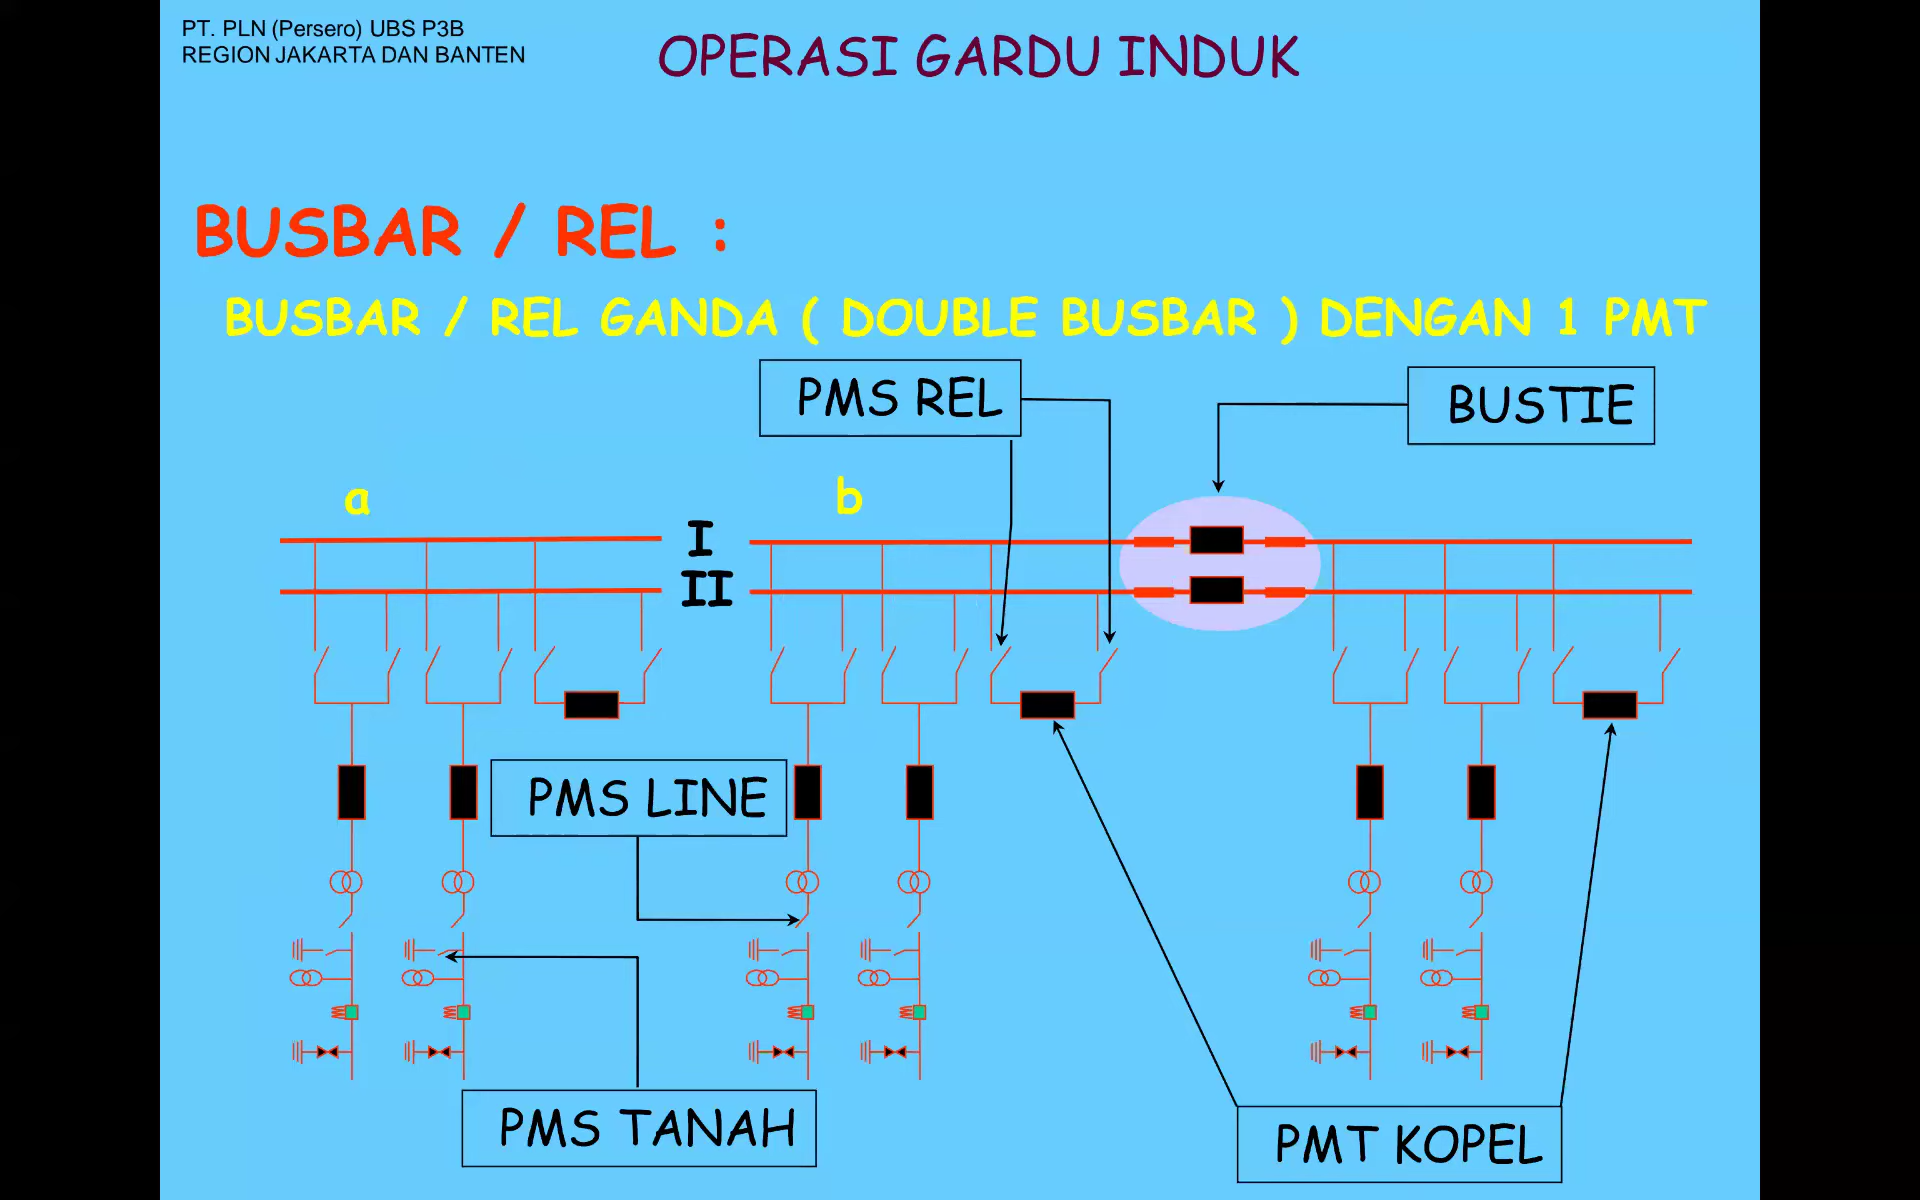 PT. PLN (Persero) UBS P3B
REGION JAKARTA DAN BANTEN
OPERASI GARDU INDUK
BUSBAR / REL :
BUSBAR / REL GANDA ( DOUBLE BUSBAR ) DENGAN 1 PMT
PMS REL
BUSTIE
a
b
I
II
PMS LINE
PMS TANAH
PMT KOPEL